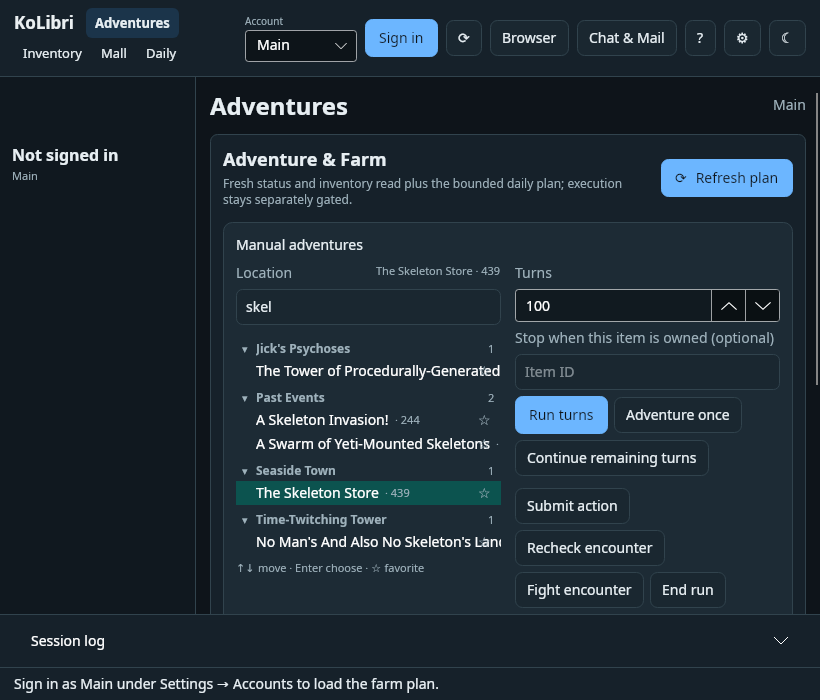 KoLibri
Adventures
Inventory
Mall
Daily
Account
Main
Sign in
Browser
Chat & Mail
?
Not signed in
Main
Adventures
Main
Adventure & Farm
Fresh status and inventory read plus the bounded daily plan; execution
stays separately gated.
Refresh plan
Manual adventures
Location
The Skeleton Store · 439
skel
Jick's Psychoses 1
The Tower of Procedurally-Generated
Past Events 2
A Skeleton Invasion! · 244
A Swarm of Yeti-Mounted Skeletons ·
Seaside Town 1
The Skeleton Store · 439
Time-Twitching Tower 1
No Man's And Also No Skeleton's Land
↑↓ move · Enter choose · ☆ favorite
Turns
100
Stop when this item is owned (optional)
Item ID
Run turns
Adventure once
Continue remaining turns
Submit action
Recheck encounter
Fight encounter
End run
Session log
Sign in as Main under Settings → Accounts to load the farm plan.